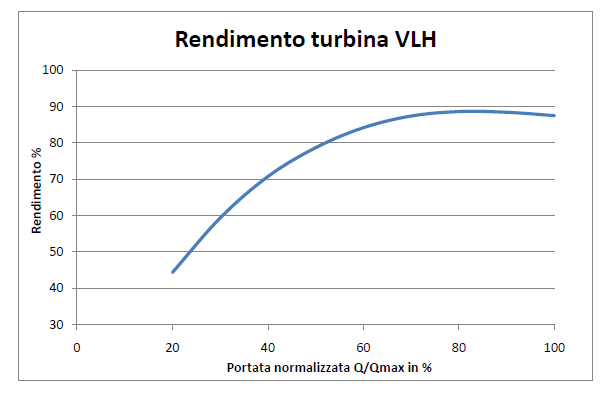 Rendimento turbina VLH
100
90
80
70
60
50
40
30
Rendimento %
0 20 40 60 80 100
Portata normalizzata Q/Qmax in %